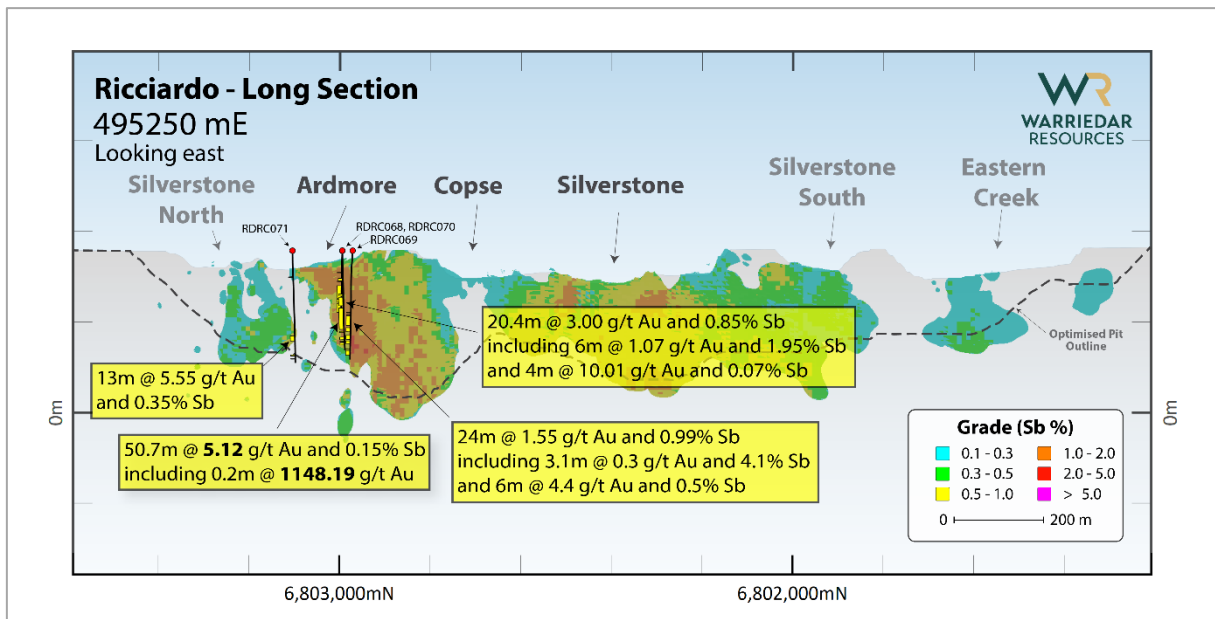 Ricciardo - Long Section
495250 mE
Looking east
WR
WARRIEDAR
RESOURCES
Silverstone
North
Ardmore
Copse
Silverstone
Silverstone
South
Eastern
Creek
RDRC071
RDRC068, RDRC070
RDRC069
20.4m @ 3.00 g/t Au and 0.85% Sb
including 6m @ 1.07 g/t Au and 1.95% Sb
and 4m @ 10.01 g/t Au and 0.07% Sb
Optimised Pit
Outline
13m @ 5.55 g/t Au
and 0.35% Sb
50.7m @ 5.12 g/t Au and 0.15% Sb
including 0.2m @ 1148.19 g/t Au
24m @ 1.55 g/t Au and 0.99% Sb
including 3.1m @ 0.3 g/t Au and 4.1% Sb
and 6m @ 4.4 g/t Au and 0.5% Sb
0m
0m
Grade (Sb %)
0.1 - 0.3
1.0 - 2.0
0.3 - 0.5
2.0 - 5.0
0.5 - 1.0
> 5.0
0 200 m
6,803,000mN
6,802,000mN